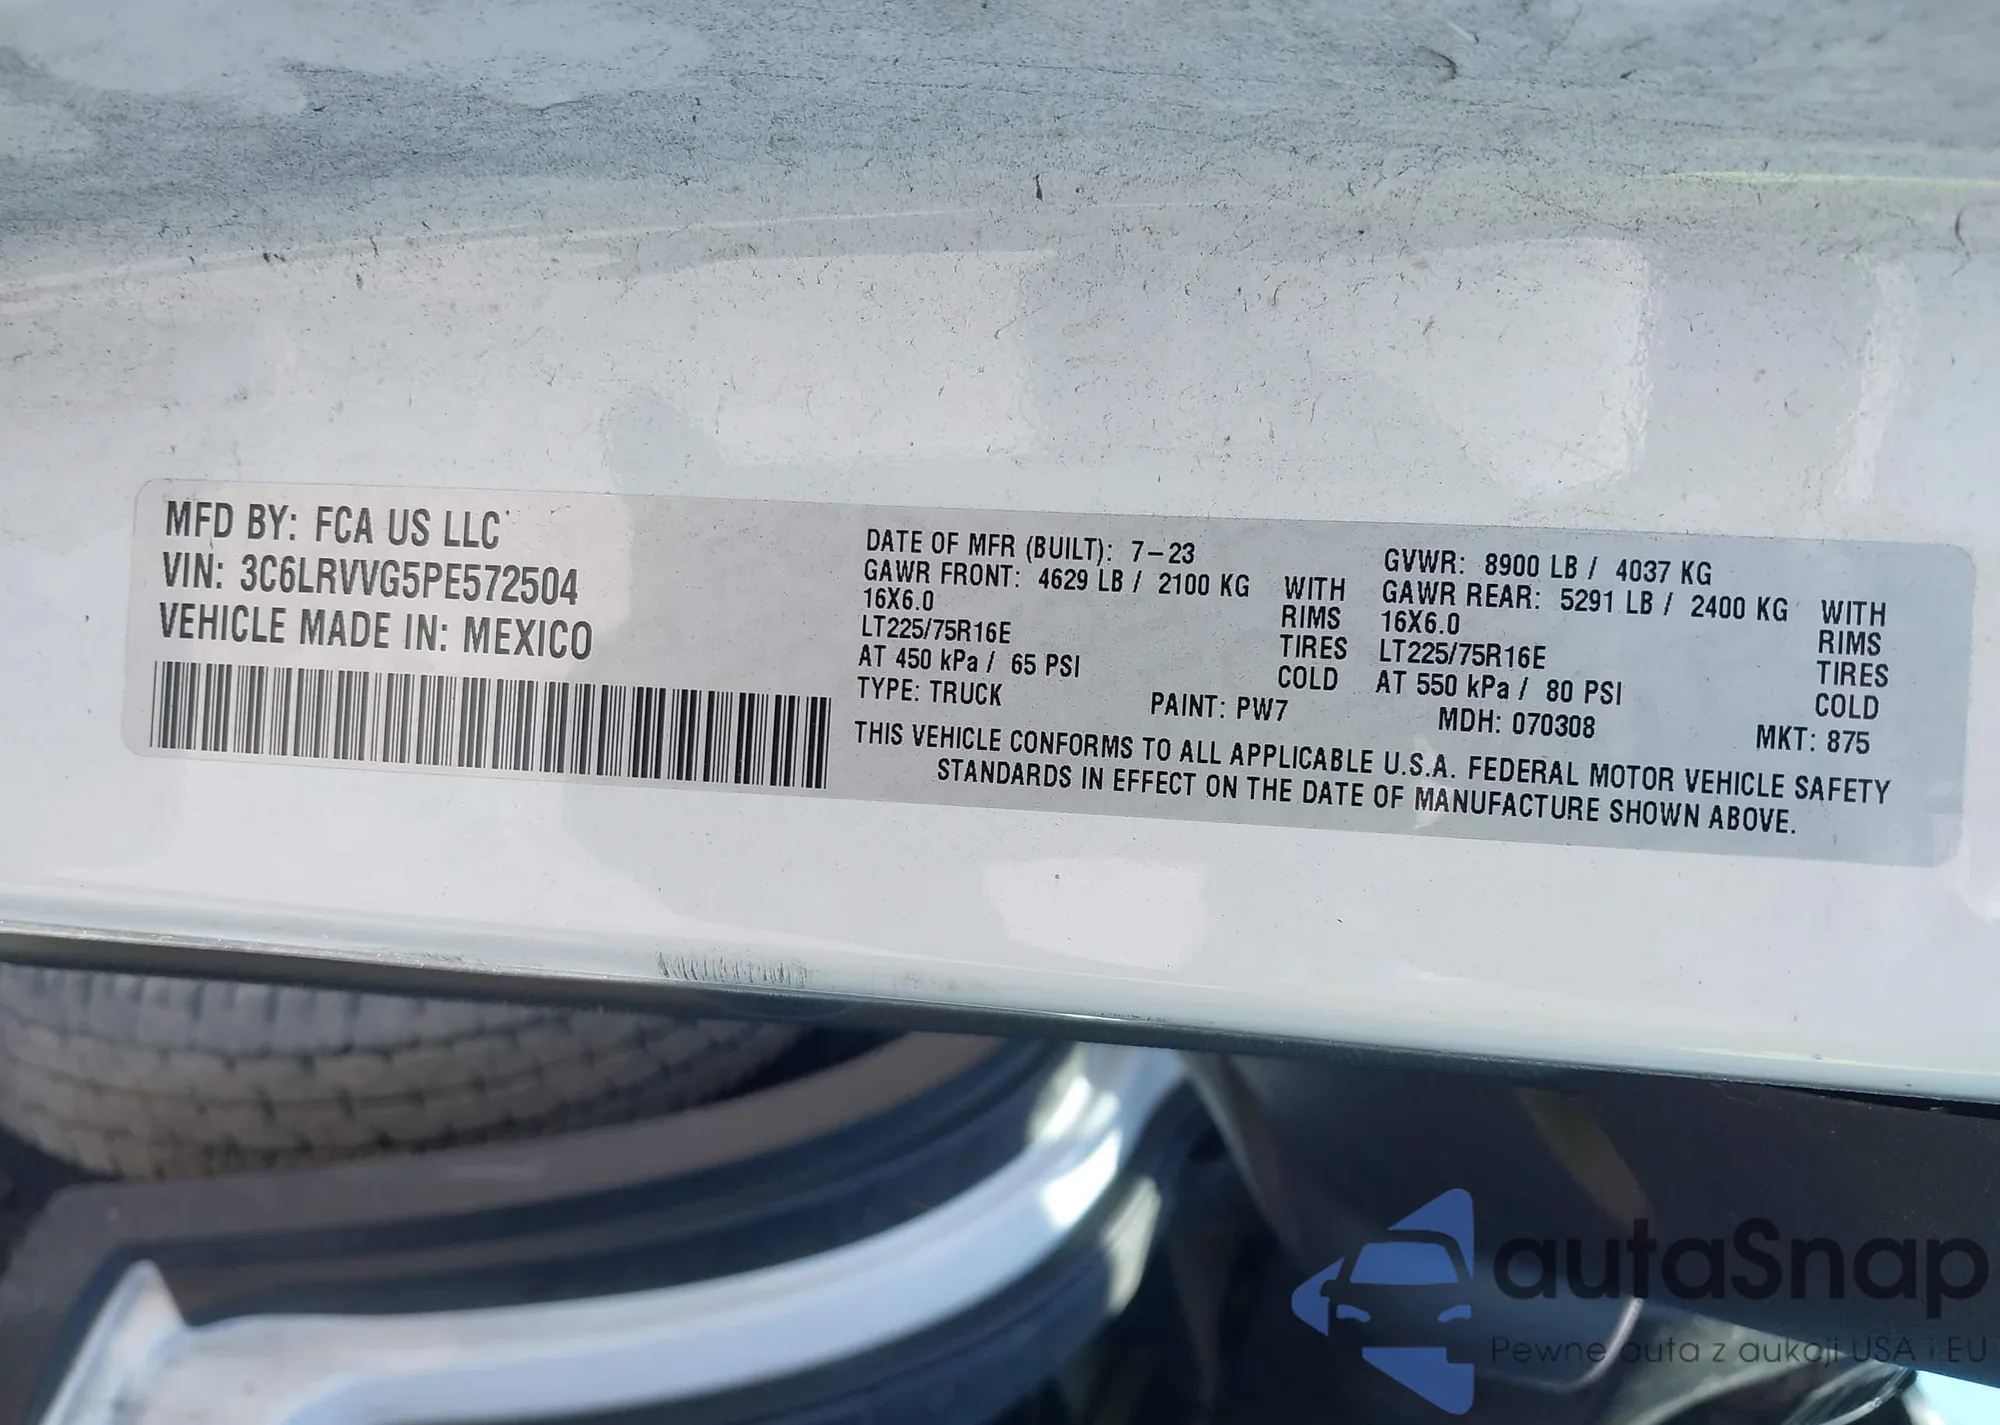 MFD BY: FCA US LLC
VIN: 3C6LRVVG5PE572504
VEHICLE MADE IN: MEXICO
DATE OF MFR (BUILT): 7-23
GAWR FRONT: 4629 LB / 2100 KG WITH
16X6.0 RIMS
LT225/75R16E TIRES
AT 450 kPa / 65 PSI COLD
GVWR: 8900 LB / 4037 KG
GAWR REAR: 5291 LB / 2400 KG WITH
16X6.0 RIMS
LT225/75R16E TIRES
AT 550 kPa / 80 PSI COLD
TYPE: TRUCK PAINT: PW7 MDH: 070308 MKT: 875
THIS VEHICLE CONFORMS TO ALL APPLICABLE U.S.A. FEDERAL MOTOR VEHICLE SAFETY
STANDARDS IN EFFECT ON THE DATE OF MANUFACTURE SHOWN ABOVE.
autaSnap
Pewne auta z aukcji USA i EU